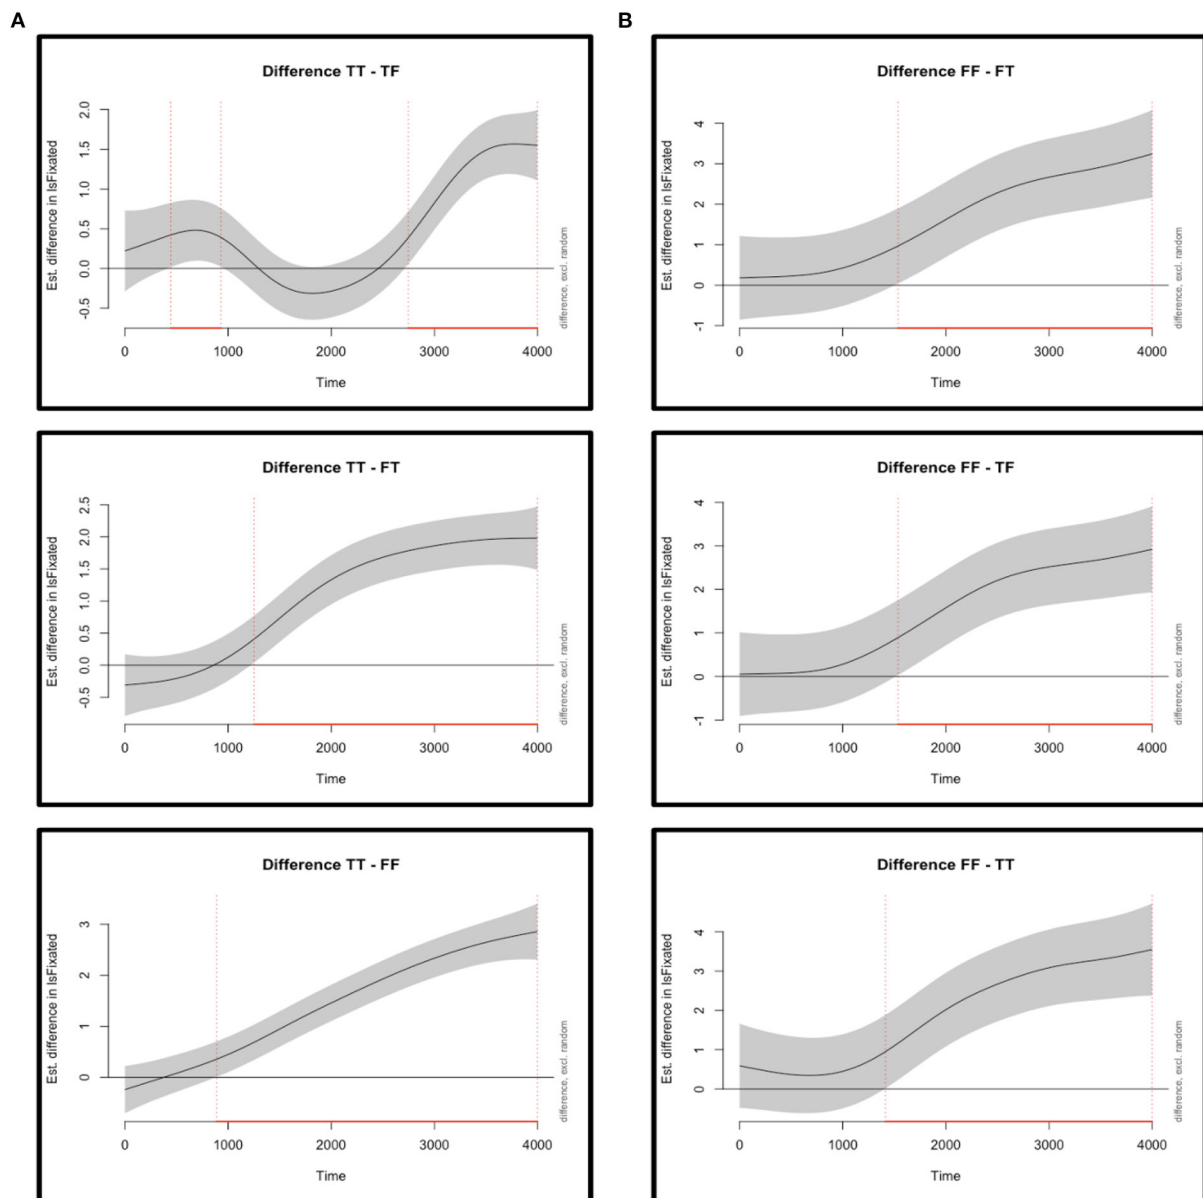 A
Difference TT - TF
Est. difference in IsFixated
2.0
1.5
1.0
0.5
0.0
-0.5
0 1000 2000 3000 4000
Time
difference, excl. random
Difference TT - FT
Est. difference in IsFixated
2.5
2.0
1.5
1.0
0.5
0.0
-0.5
0 1000 2000 3000 4000
Time
difference, excl. random
Difference TT - FF
Est. difference in IsFixated
3
2
1
0
0 1000 2000 3000 4000
Time
difference, excl. random
B
Difference FF - FT
Est. difference in IsFixated
4
3
2
1
0
-1
0 1000 2000 3000 4000
Time
difference, excl. random
Difference FF - TF
Est. difference in IsFixated
4
3
2
1
0
-1
0 1000 2000 3000 4000
Time
difference, excl. random
Difference FF - TT
Est. difference in IsFixated
4
3
2
1
0
0 1000 2000 3000 4000
Time
difference, excl. random